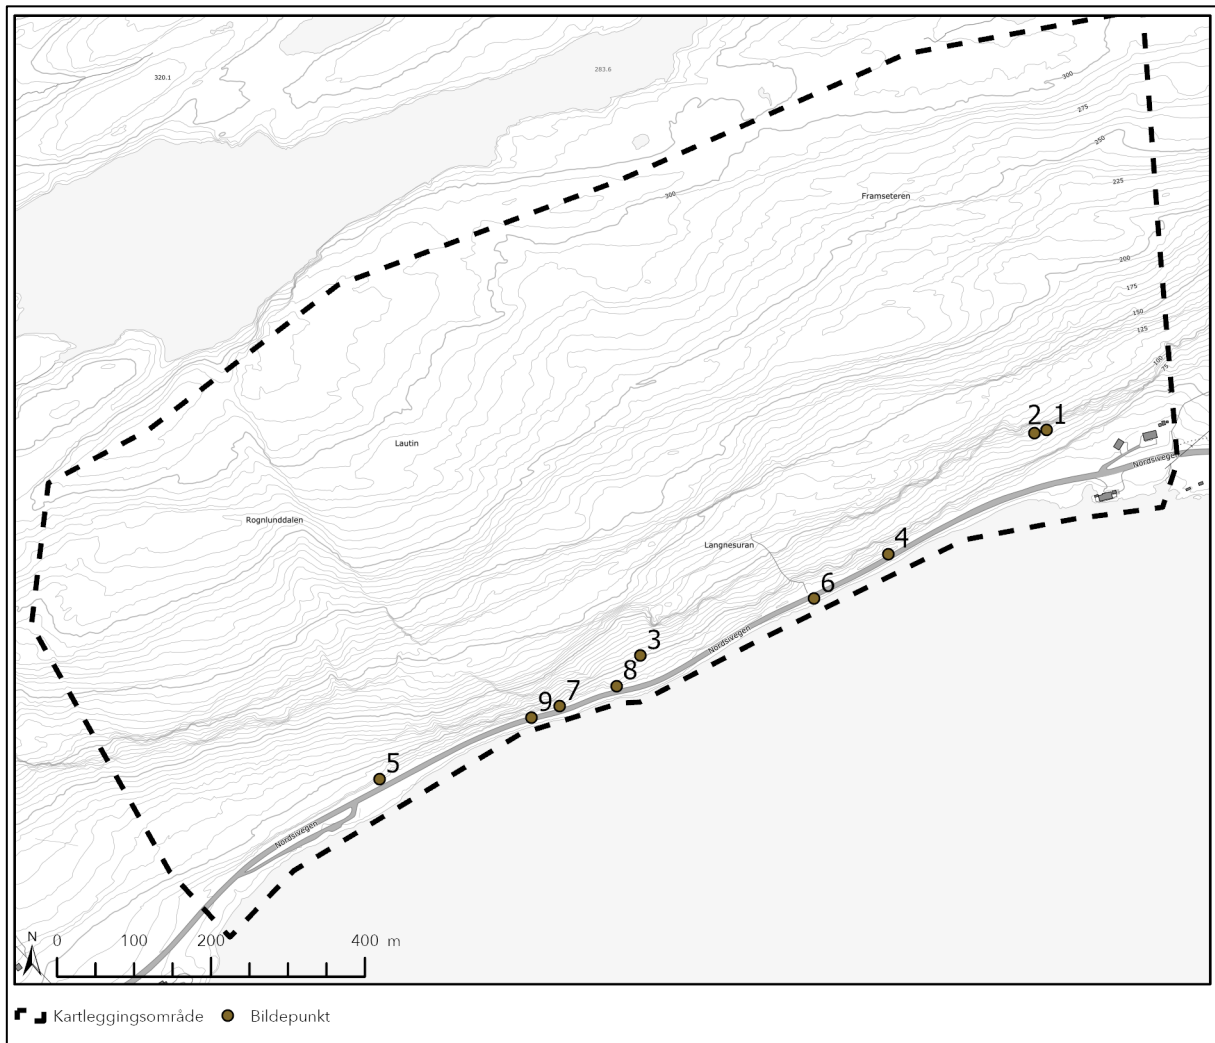 320.1
283.6
300
275
250
225
Framseteren
300
200
175
150
125
100
75
2 1
Lautin
Nordsivegen
Rognlunddalen
Langnesuran
4
6
Nordsivegen
3
8
7
9
5
Nordsivegen
N 0 100 200 400 m
Kartleggingsområde Bildepunkt